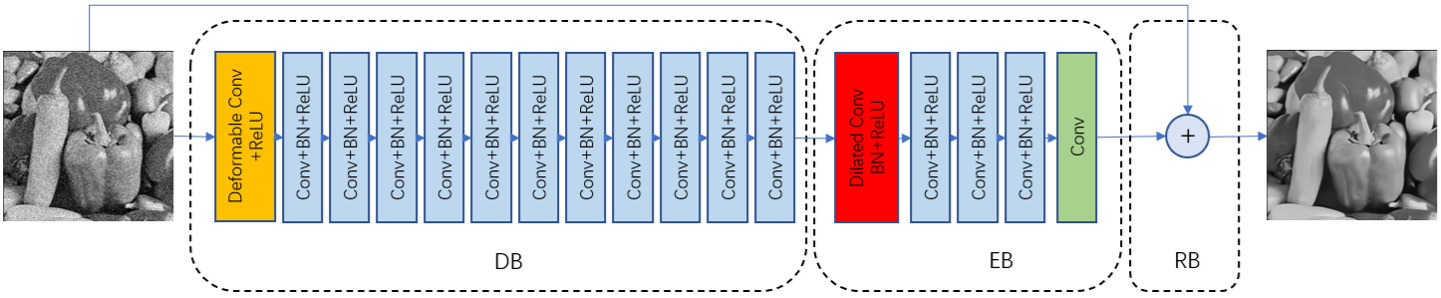 Deformable Conv
+ReLU
Conv+BN+ReLU
Conv+BN+ReLU
Conv+BN+ReLU
Conv+BN+ReLU
Conv+BN+ReLU
Conv+BN+ReLU
Conv+BN+ReLU
Conv+BN+ReLU
Conv+BN+ReLU
Conv+BN+ReLU
Conv+BN+ReLU
DB
Dilated Conv
BN+ReLU
Conv+BN+ReLU
Conv+BN+ReLU
Conv+BN+ReLU
Conv
EB
+
RB